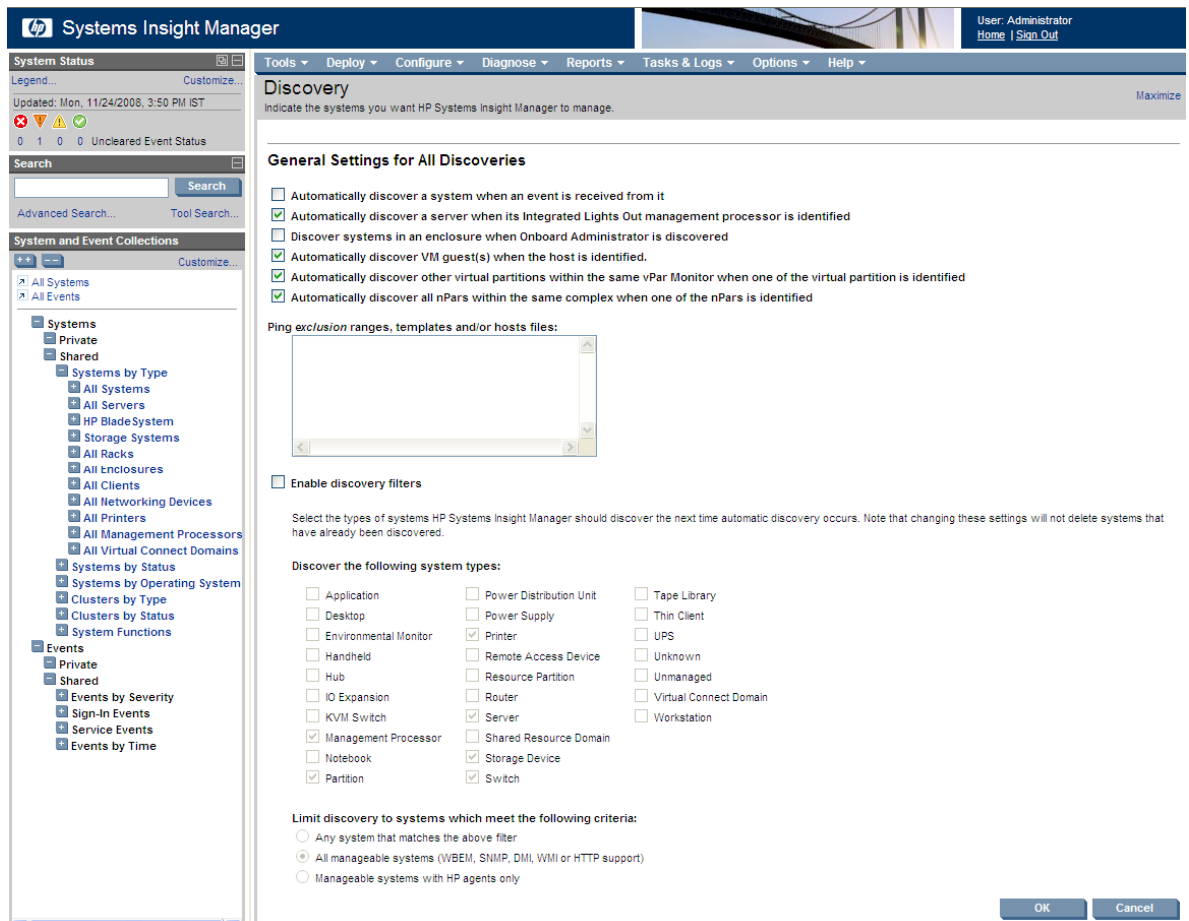 hp Systems Insight Manager
User: Administrator
Home | Sign Out
System Status
Legend... Customize...
Updated: Mon, 11/24/2008, 3:50 PM IST
0 1 0 0 Uncleared Event Status
Search
Search
Advanced Search... Tool Search...
System and Event Collections
++ -- Customize...
All Systems
All Events
Systems
Private
Shared
Systems by Type
All Systems
All Servers
HP BladeSystem
Storage Systems
All Racks
All Enclosures
All Clients
All Networking Devices
All Printers
All Management Processors
All Virtual Connect Domains
Systems by Status
Systems by Operating System
Clusters by Type
Clusters by Status
System Functions
Events
Private
Shared
Events by Severity
Sign-In Events
Service Events
Events by Time
Tools Deploy Configure Diagnose Reports Tasks & Logs Options Help
Discovery
Maximize
Indicate the systems you want HP Systems Insight Manager to manage.
General Settings for All Discoveries
Automatically discover a system when an event is received from it
Automatically discover a server when its Integrated Lights Out management processor is identified
Discover systems in an enclosure when Onboard Administrator is discovered
Automatically discover VM guest(s) when the host is identified.
Automatically discover other virtual partitions within the same vPar Monitor when one of the virtual partition is identified
Automatically discover all nPars within the same complex when one of the nPars is identified
Ping exclusion ranges, templates and/or hosts files:
Enable discovery filters
Select the types of systems HP Systems Insight Manager should discover the next time automatic discovery occurs. Note that changing these settings will not delete systems that
have already been discovered.
Discover the following system types:
Application Power Distribution Unit Tape Library
Desktop Power Supply Thin Client
Environmental Monitor Printer UPS
Handheld Remote Access Device Unknown
Hub Resource Partition Unmanaged
IO Expansion Router Virtual Connect Domain
KVM Switch Server Workstation
Management Processor Shared Resource Domain
Notebook Storage Device
Partition Switch
Limit discovery to systems which meet the following criteria:
Any system that matches the above filter
All manageable systems (WBEM, SNMP, DMI, WMI or HTTP support)
Manageable systems with HP agents only
OK Cancel